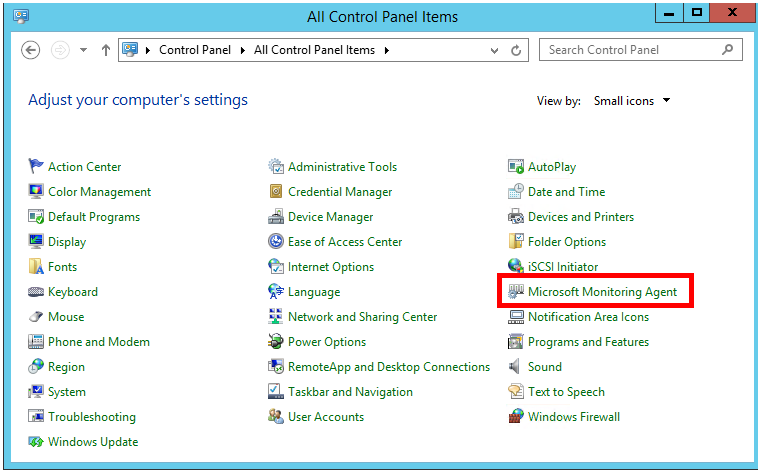 All Control Panel Items
Control Panel All Control Panel Items Search Control Panel
Adjust your computer's settings View by: Small icons
Action Center Administrative Tools AutoPlay
Color Management Credential Manager Date and Time
Default Programs Device Manager Devices and Printers
Display Ease of Access Center Folder Options
Fonts Internet Options iSCSI Initiator
Keyboard Language Microsoft Monitoring Agent
Mouse Network and Sharing Center Notification Area Icons
Phone and Modem Power Options Programs and Features
Region RemoteApp and Desktop Connections Sound
System Taskbar and Navigation Text to Speech
Troubleshooting User Accounts Windows Firewall
Windows Update